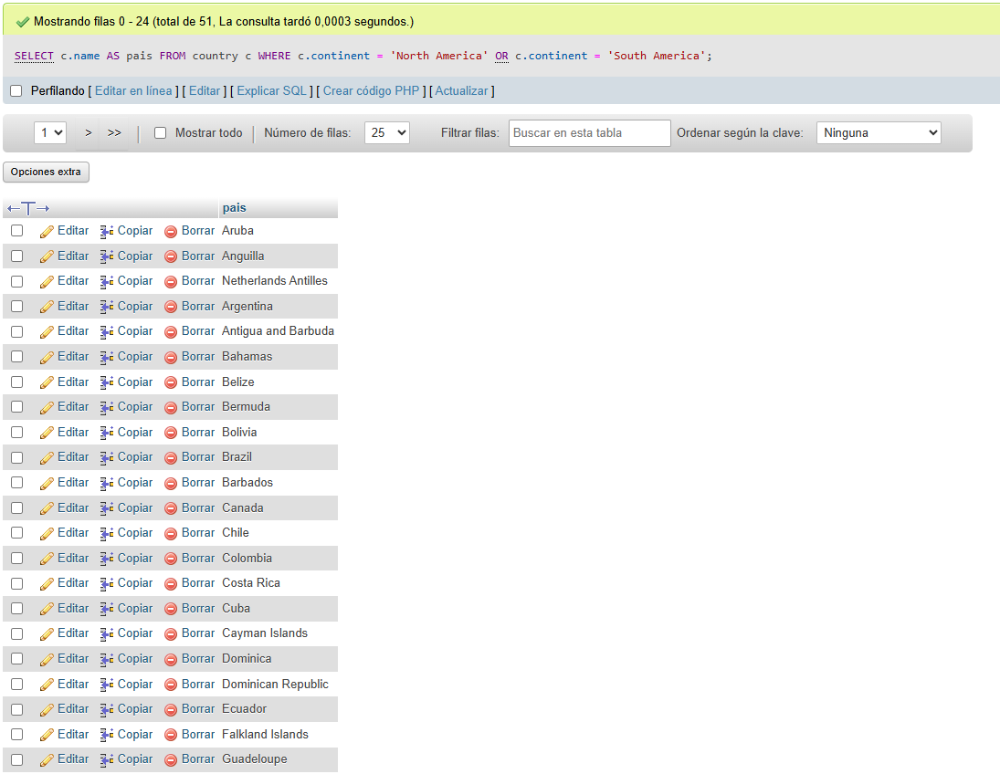 Mostrando filas 0 - 24 (total de 51, La consulta tardó 0,0003 segundos.)
SELECT c.name AS pais FROM country c WHERE c.continent = 'North America' OR c.continent = 'South America';
Perfilando [ Editar en línea ] [ Editar ] [ Explicar SQL ] [ Crear código PHP ] [ Actualizar ]
1 > >> | Mostrar todo | Número de filas: 25 Filtrar filas: Buscar en esta tabla Ordenar según la clave: Ninguna
Opciones extra
←T→ pais
Editar Copiar Borrar Aruba
Editar Copiar Borrar Anguilla
Editar Copiar Borrar Netherlands Antilles
Editar Copiar Borrar Argentina
Editar Copiar Borrar Antigua and Barbuda
Editar Copiar Borrar Bahamas
Editar Copiar Borrar Belize
Editar Copiar Borrar Bermuda
Editar Copiar Borrar Bolivia
Editar Copiar Borrar Brazil
Editar Copiar Borrar Barbados
Editar Copiar Borrar Canada
Editar Copiar Borrar Chile
Editar Copiar Borrar Colombia
Editar Copiar Borrar Costa Rica
Editar Copiar Borrar Cuba
Editar Copiar Borrar Cayman Islands
Editar Copiar Borrar Dominica
Editar Copiar Borrar Dominican Republic
Editar Copiar Borrar Ecuador
Editar Copiar Borrar Falkland Islands
Editar Copiar Borrar Guadeloupe